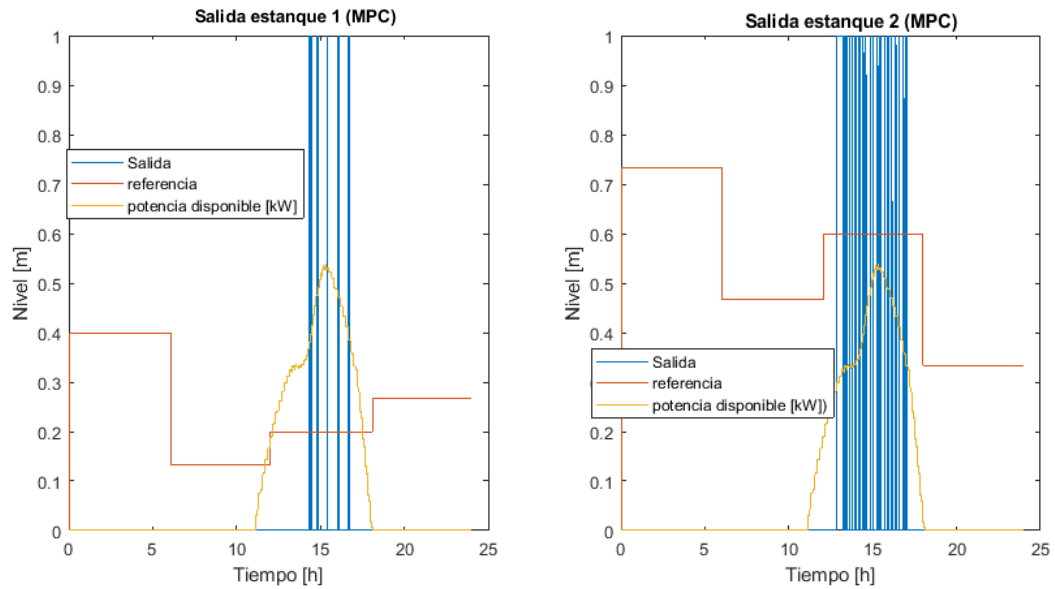 Salida estanque 1 (MPC)
1
0.9
0.8
0.7
0.6
0.5
0.4
0.3
0.2
0.1
0
Nivel [m]
Salida
referencia
potencia disponible [kW]
0 5 10 15 20 25
Tiempo [h]
Salida estanque 2 (MPC)
1
0.9
0.8
0.7
0.6
0.5
0.4
0.3
0.2
0.1
0
Nivel [m]
Salida
referencia
potencia disponible [kW])
0 5 10 15 20 25
Tiempo [h]